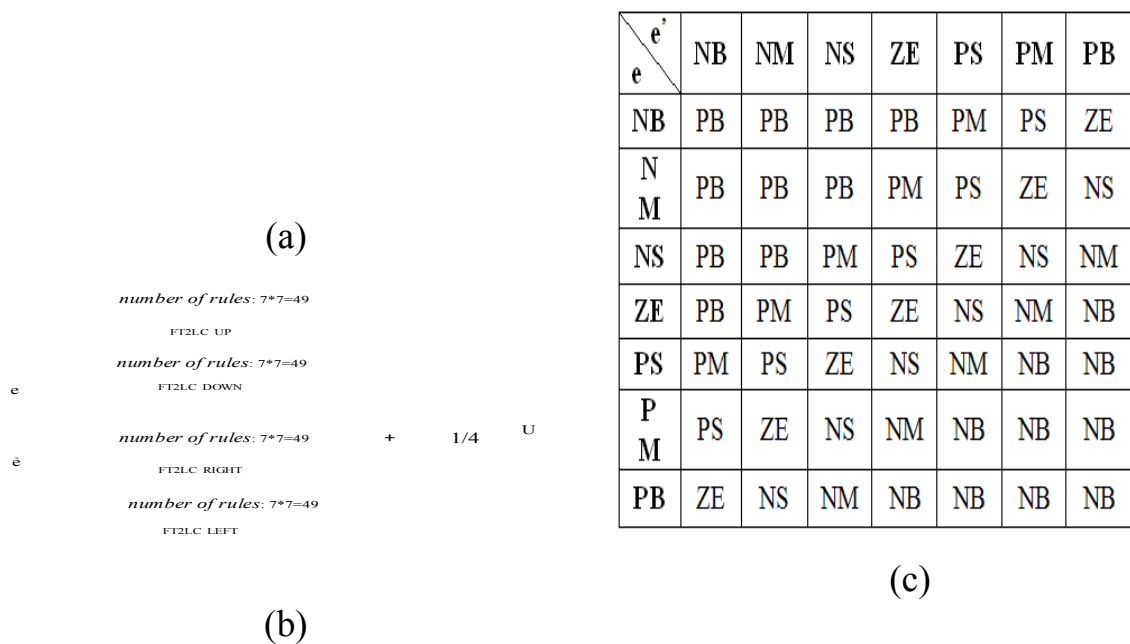 (a)
number of rules: 7*7=49
FT2LC UP
number of rules: 7*7=49
e
FT2LC DOWN
number of rules: 7*7=49 + 1/4 U
ė
FT2LC RIGHT
number of rules: 7*7=49
FT2LC LEFT
(b)
e'
e
NB NM NS ZE PS PM PB
NB PB PB PB PB PM PS ZE
N
M
PB PB PB PM PS ZE NS
NS PB PB PM PS ZE NS NM
ZE PB PM PS ZE NS NM NB
PS PM PS ZE NS NM NB NB
P
M
PS ZE NS NM NB NB NB
PB ZE NS NM NB NB NB NB
(c)